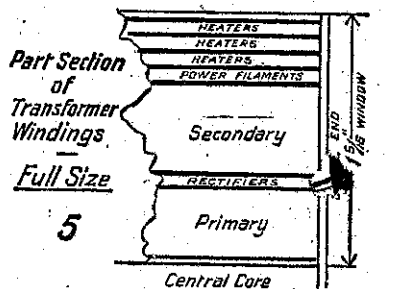 Part Section
of
Transformer
Windings
—
Full Size
5
HEATERS
HEATERS
HEATERS
POWER FILAMENTS
Secondary
RECTIFIERS
Primary
Central Core
END
1 5/16" WINDOW